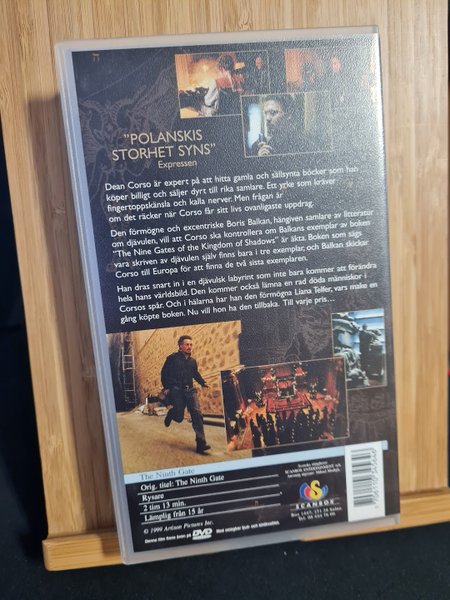 "POLANSKIS
STORHET SYNS"
Expressen
Dean Corso är expert på att hitta gamla och sällsynta böcker som han
köper billigt och säljer dyrt till rika samlare. Ett yrke som kräver
fingertoppskänsla och kalla nerver. Men frågan är
om det räcker när Corso får sitt livs ovanligaste uppdrag.
Den förmögne och excentriske Boris Balkan, hängiven samlare av litteratur
om djävulen, vill att Corso ska kontrollera om Balkans exemplar av boken
"The Nine Gates of the Kingdom of Shadows" är äkta. Boken som sägs
vara skriven av djävulen själv finns bara i tre exemplar, och Balkan skickar
Corso till Europa för att finna de två sista exemplaren.
Han dras snart in i en djävulsk labyrint som inte bara kommer att förändra
hela hans världsbild. Den kommer också lämna en rad döda människor i
Corsos spår. Och i hälarna har han den förmögna Liana Telfer, vars make en
gång köpte boken. Nu vill hon ha den tillbaka. Till varje pris...
The Ninth Gate
Orig. titel: The Ninth Gate
Rysare
2 tim 13 min.
Lämplig från 15 år
© 1999 Artisan Pictures Inc.
Denna film finns även på DVD
SCANBOX